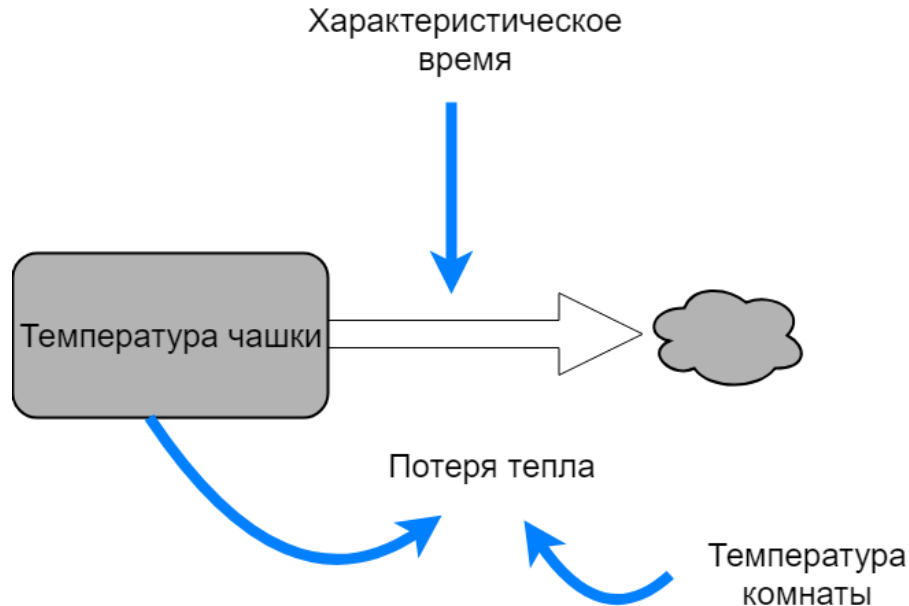 Характеристическое
время
Температура чашки
Потеря тепла
Температура
комнаты